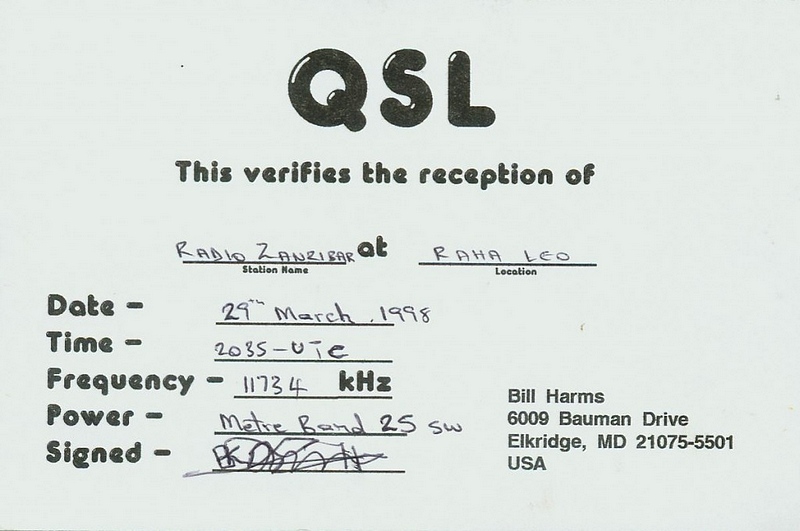 QSL
This verifies the reception of
RADIO ZANZIBAR at RAHA LEO
Station Name Location
Date - 29th March . 1998
Time - 2035 - UTC
Frequency - 11734 kHz
Power - Metre Band 25 SW
Signed -
Bill Harms
6009 Bauman Drive
Elkridge, MD 21075-5501
USA